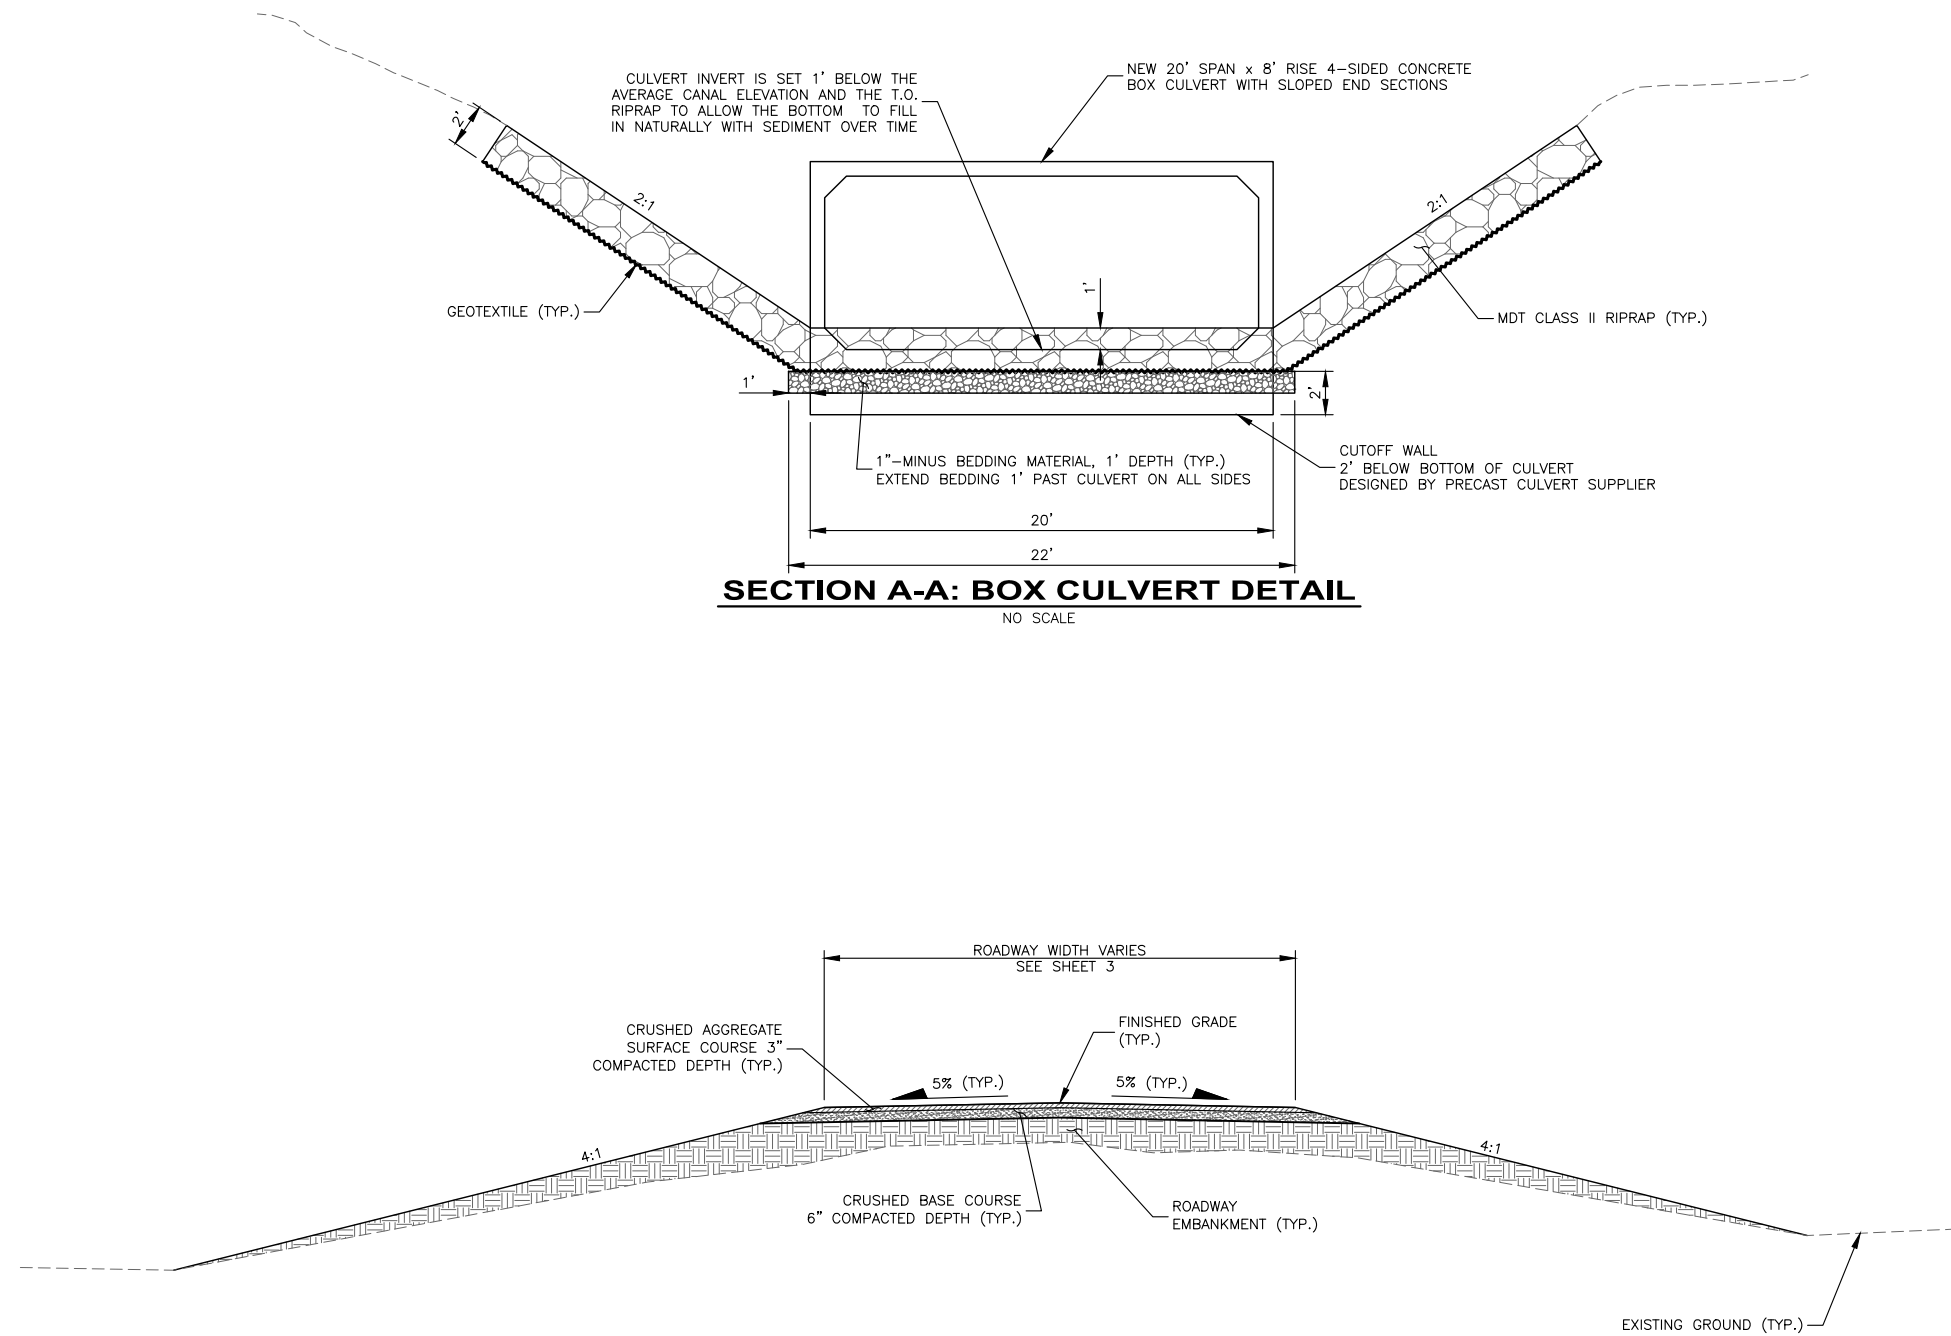 CULVERT INVERT IS SET 1' BELOW THE
AVERAGE CANAL ELEVATION AND THE T.O.
RIPRAP TO ALLOW THE BOTTOM TO FILL
IN NATURALLY WITH SEDIMENT OVER TIME
NEW 20' SPAN x 8' RISE 4-SIDED CONCRETE
BOX CULVERT WITH SLOPED END SECTIONS
2'
2:1
2:1
1'
GEOTEXTILE (TYP.)
MDT CLASS II RIPRAP (TYP.)
1'
2'
1"-MINUS BEDDING MATERIAL, 1' DEPTH (TYP.)
EXTEND BEDDING 1' PAST CULVERT ON ALL SIDES
CUTOFF WALL
2' BELOW BOTTOM OF CULVERT
DESIGNED BY PRECAST CULVERT SUPPLIER
20'
22'
SECTION A-A: BOX CULVERT DETAIL
NO SCALE
ROADWAY WIDTH VARIES
SEE SHEET 3
CRUSHED AGGREGATE
SURFACE COURSE 3"
COMPACTED DEPTH (TYP.)
FINISHED GRADE
(TYP.)
5% (TYP.)
5% (TYP.)
4:1
4:1
CRUSHED BASE COURSE
6" COMPACTED DEPTH (TYP.)
ROADWAY
EMBANKMENT (TYP.)
EXISTING GROUND (TYP.)